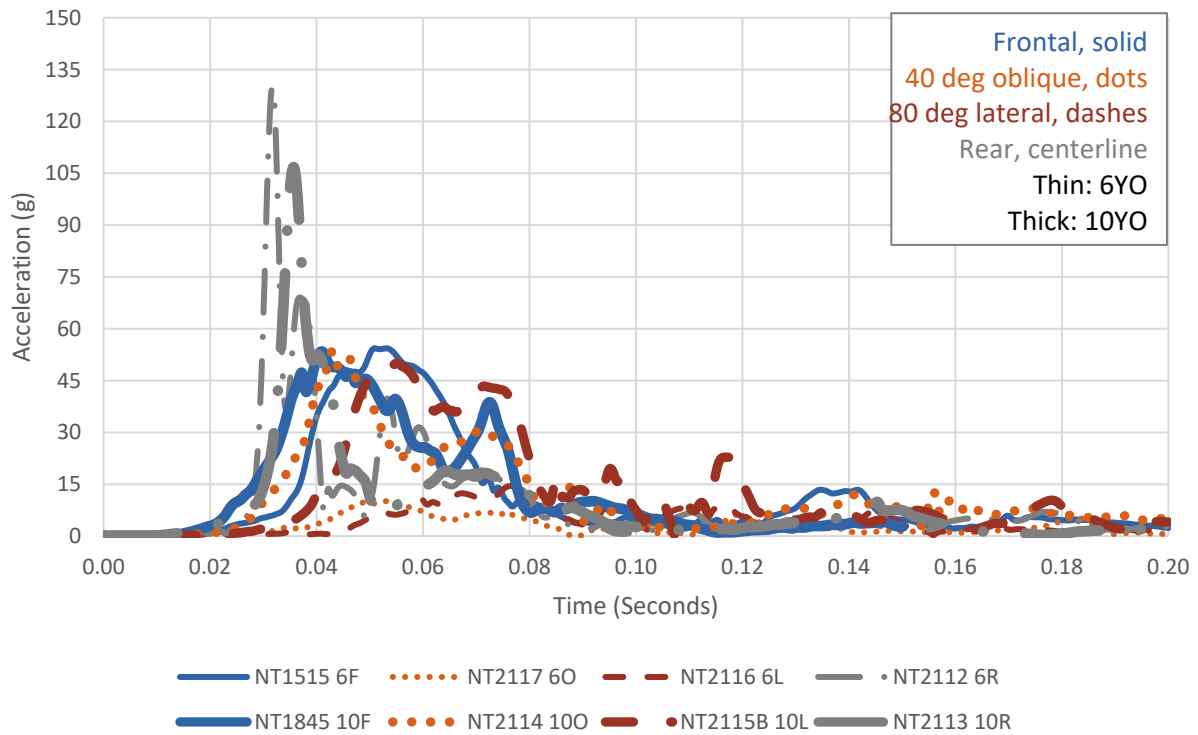 150
135
120
105
90
75
60
45
30
15
0
Acceleration (g)
Frontal, solid
40 deg oblique, dots
80 deg lateral, dashes
Rear, centerline
Thin: 6YO
Thick: 10YO
0.00 0.02 0.04 0.06 0.08 0.10 0.12 0.14 0.16 0.18 0.20
Time (Seconds)
NT1515 6F NT2117 6O NT2116 6L NT2112 6R
NT1845 10F NT2114 10O NT2115B 10L NT2113 10R